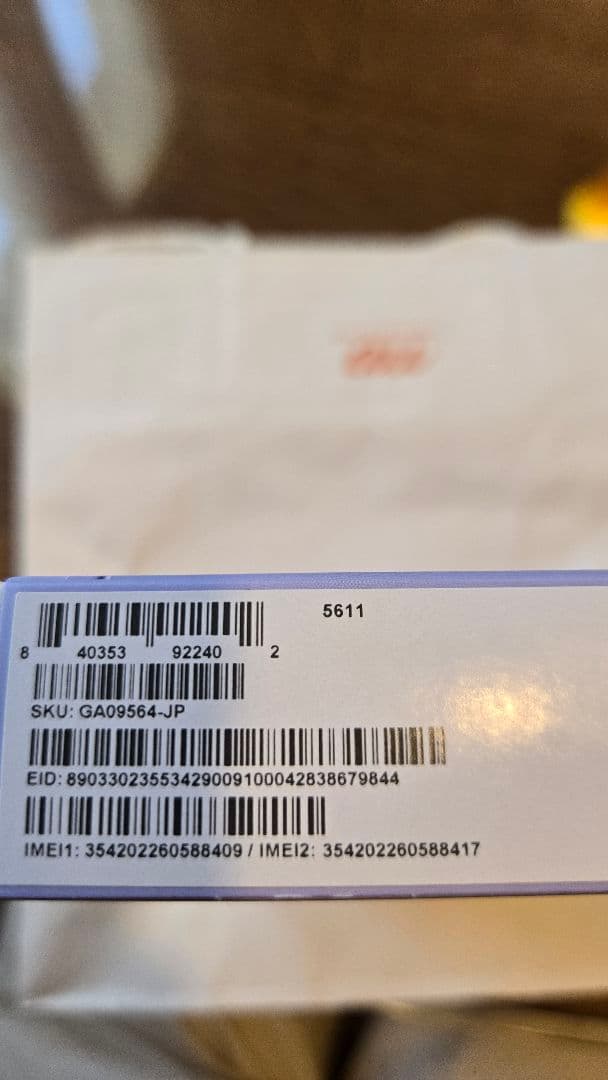 5611
8 40353 92240 2
SKU: GA09564-JP
EID: 89033023553429009100042838679844
IMEI1: 354202260588409 / IMEI2: 354202260588417